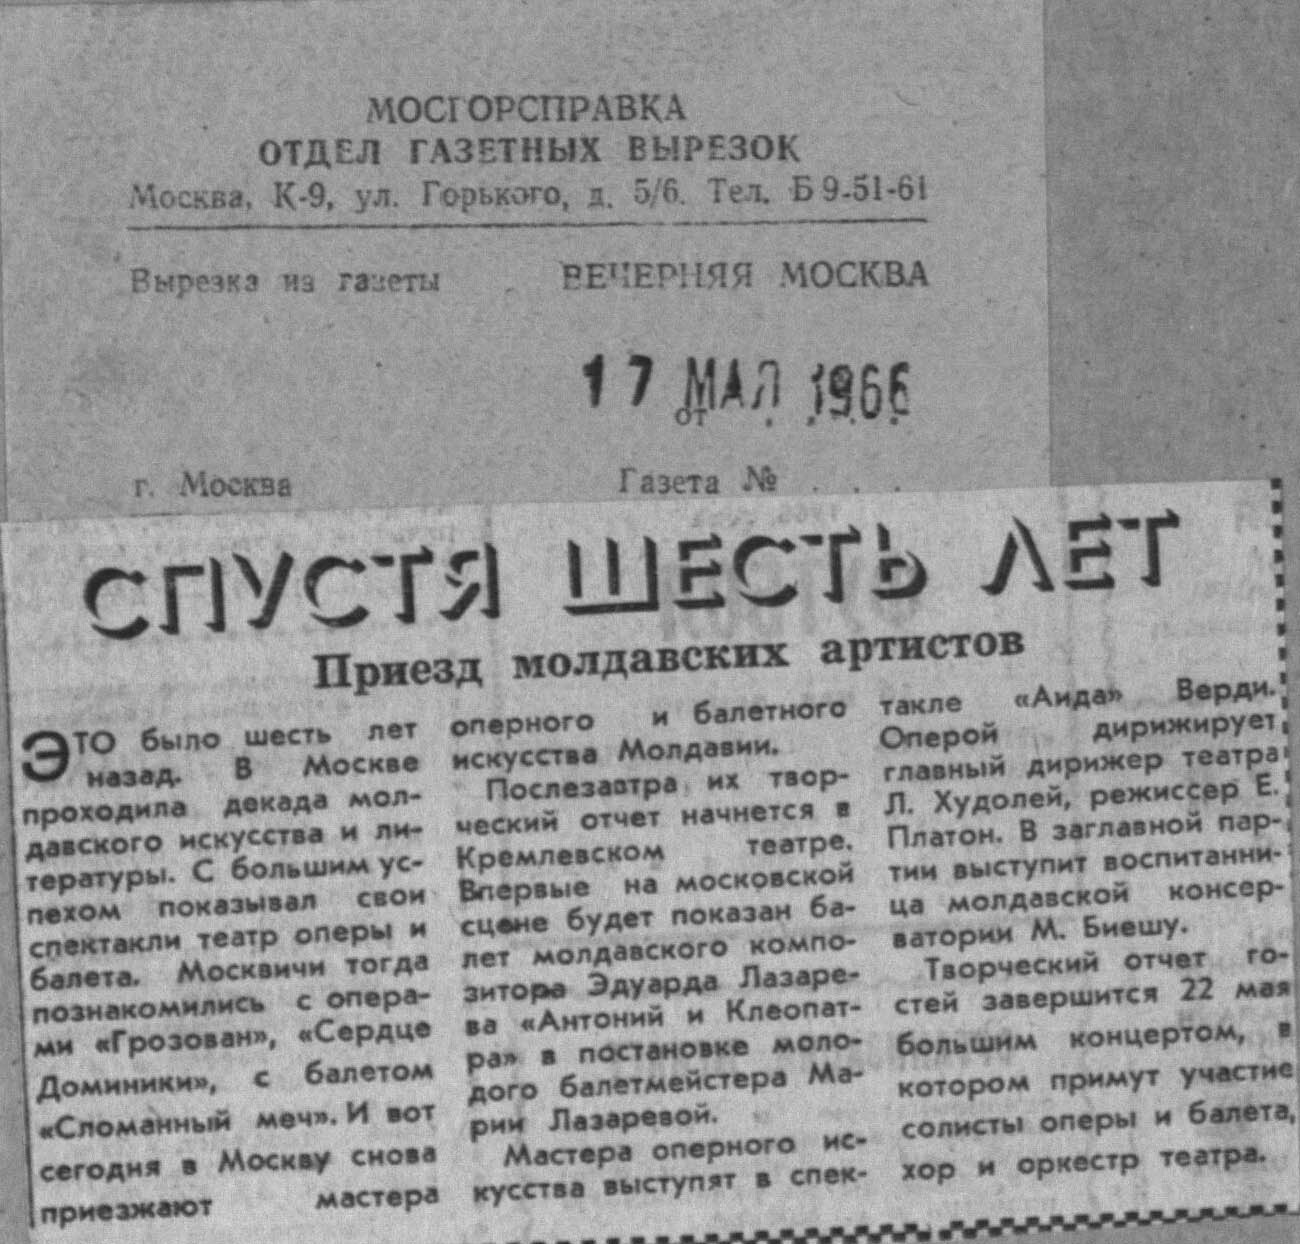 МОСГОРСПРАВКА
ОТДЕЛ ГАЗЕТНЫХ ВЫРЕЗОК
Москва, К-9, ул. Горького, д. 5/6. Тел. Б 9-51-61
Вырезка из газеты ВЕЧЕРНЯЯ МОСКВА
17 МАЯ 1966
от . . . .
г. Москва Газета № . . .
СПУСТЯ ШЕСТЬ ЛЕТ
Приезд молдавских артистов
ЭТО было шесть лет
назад. В Москве
проходила декада мол-
давского искусства и ли-
тературы. С большим ус-
пехом показывал свои
спектакли театр оперы и
балета. Москвичи тогда
познакомились с опера-
ми «Грозован», «Сердце
Доминики», с балетом
«Сломанный меч». И вот
сегодня в Москву снова
приезжают мастера
оперного и балетного
искусства Молдавии.
Послезавтра их твор-
ческий отчет начнется в
Кремлевском театре.
Впервые на московской
сцене будет показан ба-
лет молдавского компо-
зитора Эдуарда Лазаре-
ва «Антоний и Клеопат-
ра» в постановке моло-
дого балетмейстера Ма-
рии Лазаревой.
Мастера оперного ис-
кусства выступят в спек-
такле «Аида» Верди.
Оперой дирижирует
главный дирижер театра
Л. Худолей, режиссер Е.
Платон. В заглавной пар-
тии выступит воспитанни-
ца молдавской консер-
ватории М. Биешу.
Творческий отчет го-
стей завершится 22 мая
большим концертом, в
котором примут участие
солисты оперы и балета,
хор и оркестр театра.